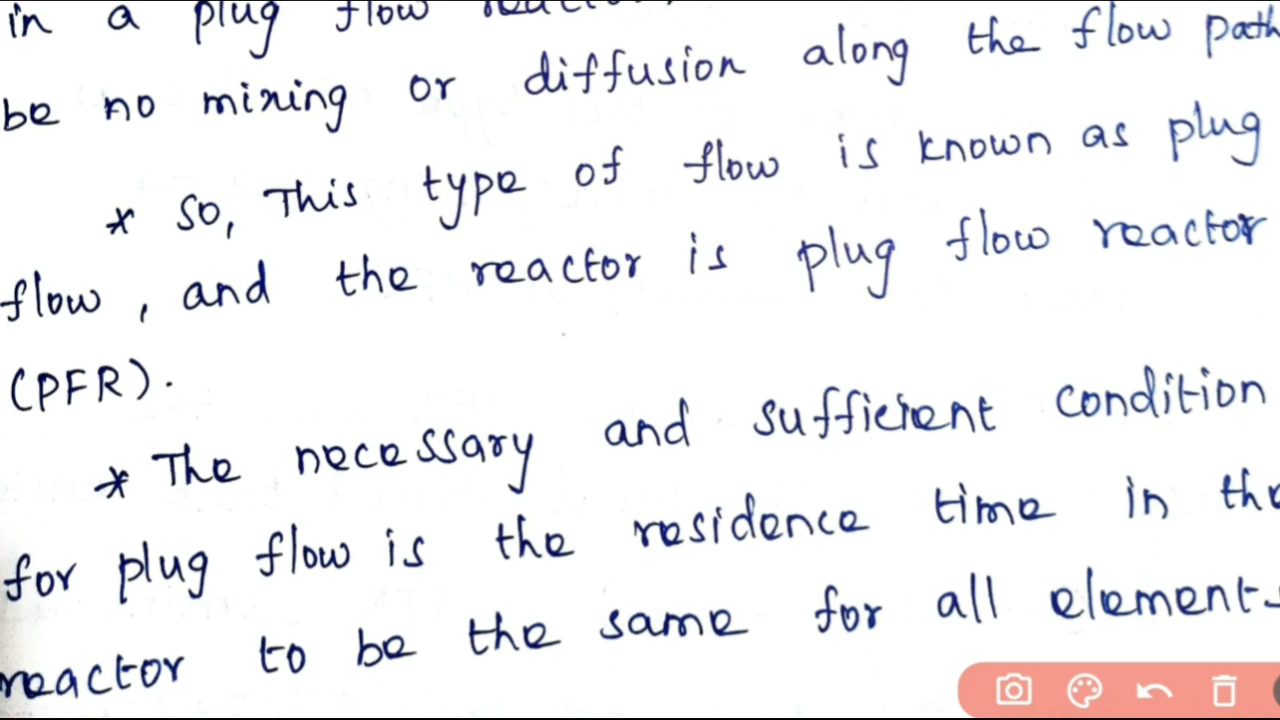 in a plug flow
be no mixing or diffusion along the flow path
* So, This type of flow is known as plug
flow, and the reactor is plug flow reactor
(PFR).
* The necessary and sufficient condition
for plug flow is the residence time in the
reactor to be the same for all elements